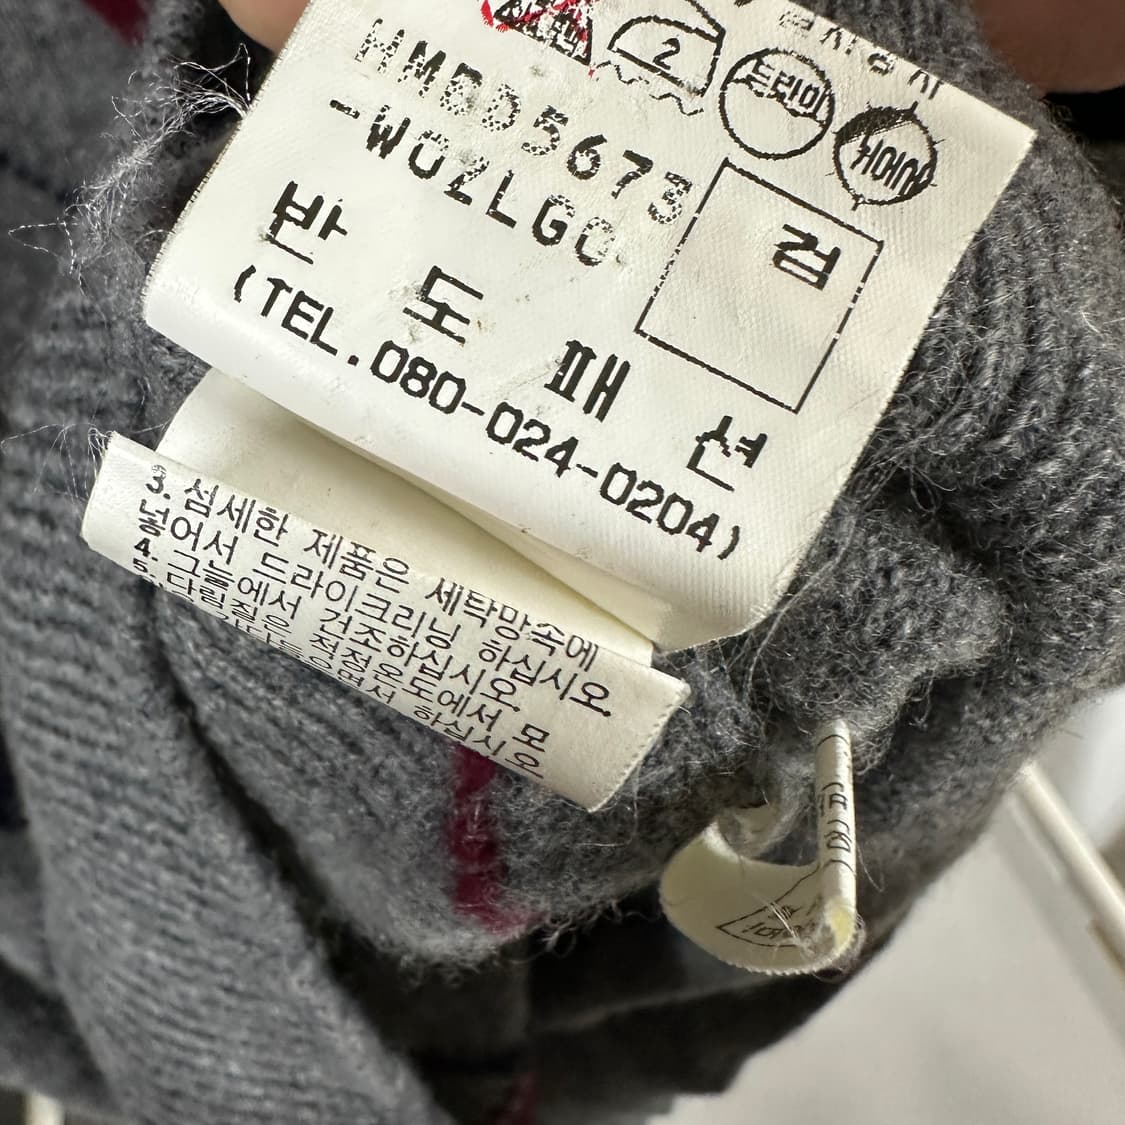 2
드라이
HMBD5673
-WOZLGO
검
반도패션
(TEL.080-024-0204)
3. 섬세한 제품은 세탁망속에
넣어서 드라이크리닝 하십시오.
4. 그늘에서 건조하십시오.
5. 다림질은 적정온도에서 모
하십시오